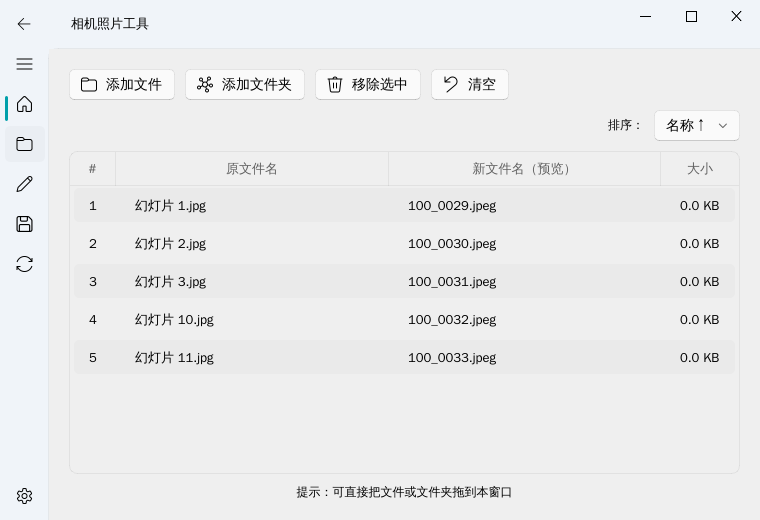 相机照片工具
添加文件 添加文件夹 移除选中 清空
排序： 名称↑
# 原文件名 新文件名（预览） 大小
1 幻灯片 1.jpg 100_0029.jpeg 0.0 KB
2 幻灯片 2.jpg 100_0030.jpeg 0.0 KB
3 幻灯片 3.jpg 100_0031.jpeg 0.0 KB
4 幻灯片 10.jpg 100_0032.jpeg 0.0 KB
5 幻灯片 11.jpg 100_0033.jpeg 0.0 KB
提示：可直接把文件或文件夹拖到本窗口